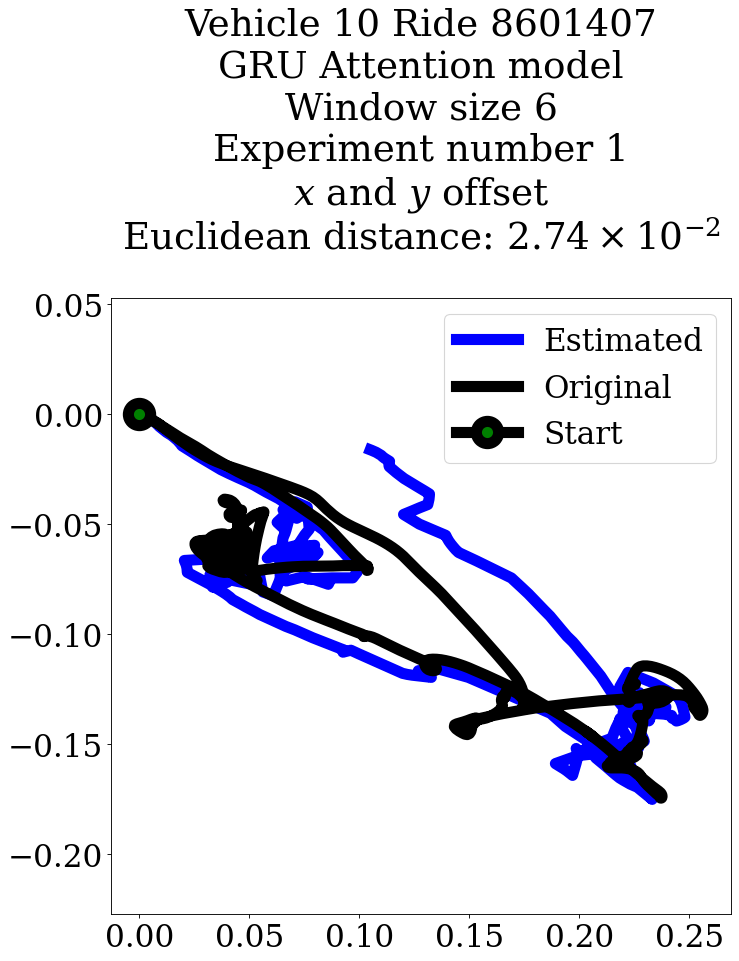 Vehicle 10 Ride 8601407
GRU Attention model
Window size 6
Experiment number 1
x and y offset
Euclidean distance: 2.74 × 10⁻²
0.05
0.00
−0.05
−0.10
−0.15
−0.20
Estimated
Original
Start
0.00 0.05 0.10 0.15 0.20 0.25